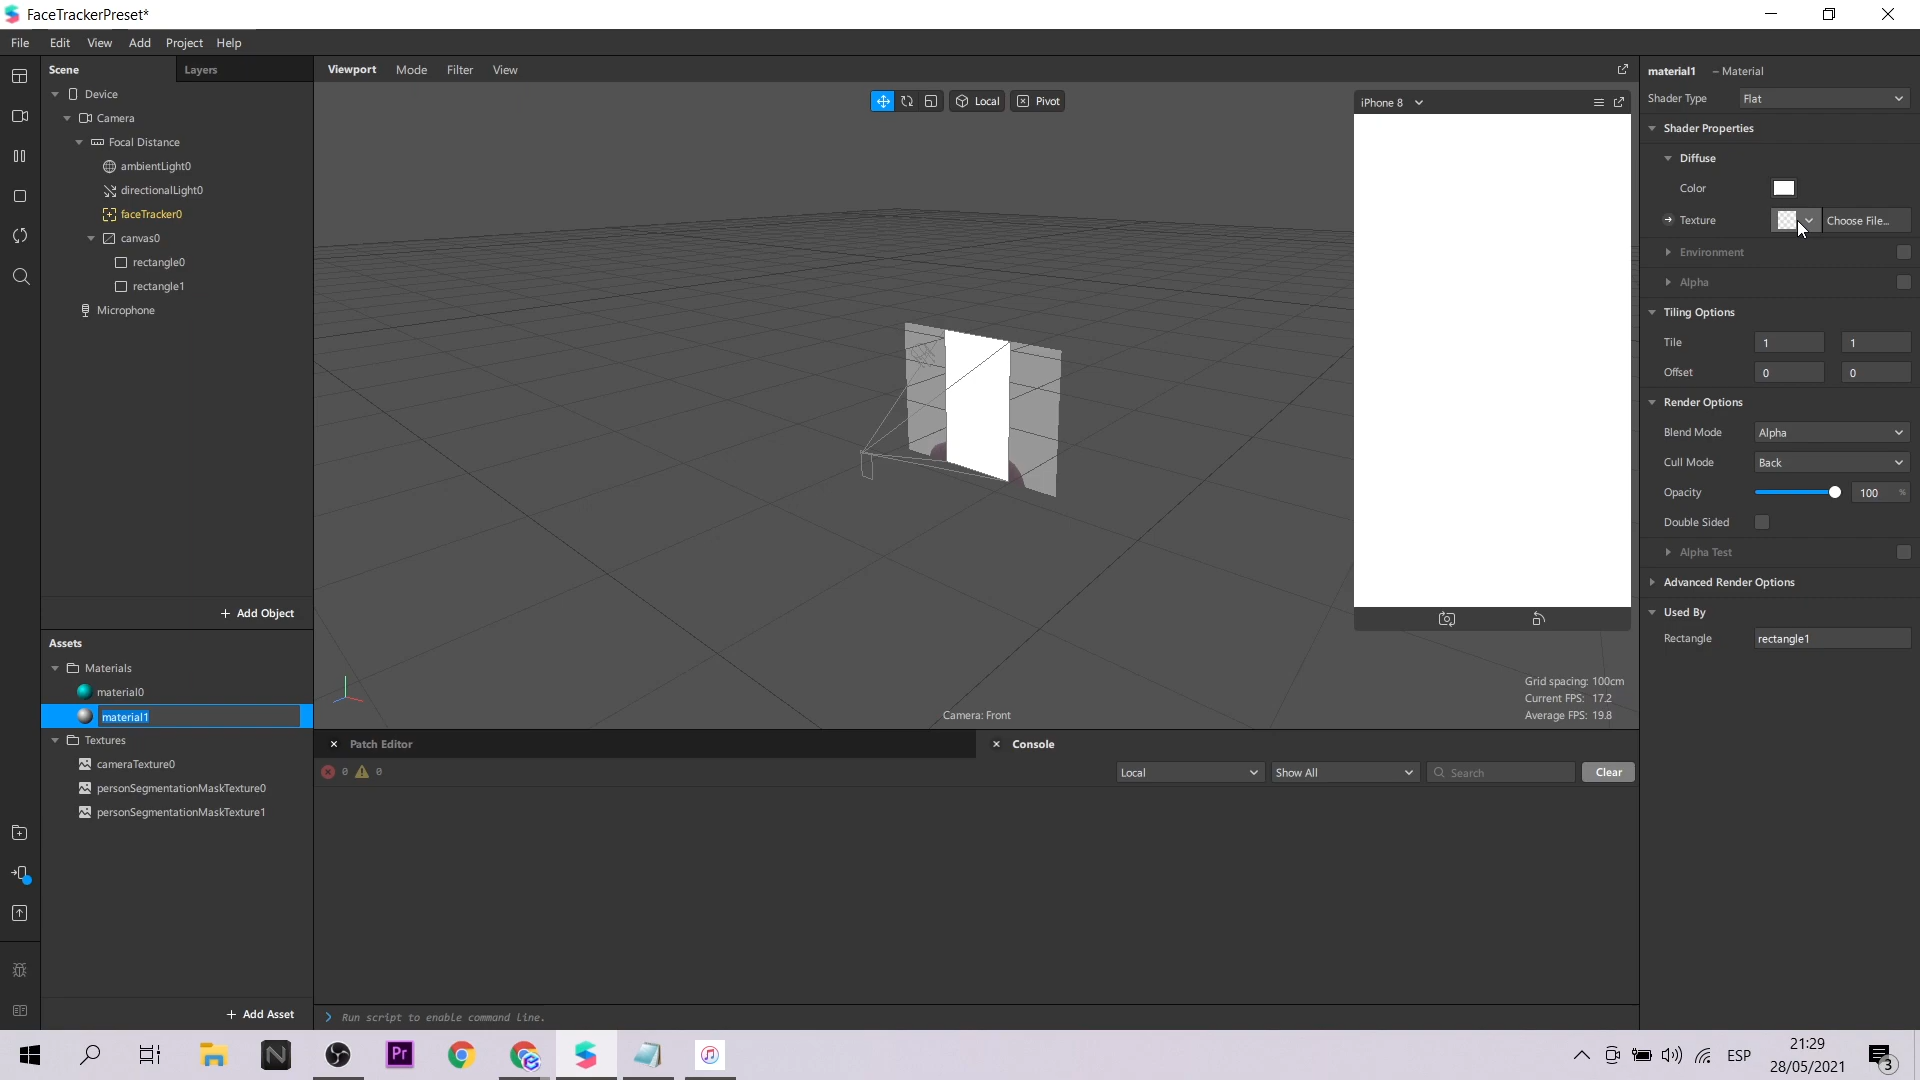 FaceTrackerPreset*
File Edit View Add Project Help
Scene Layers
Device
Camera
Focal Distance
ambientLight0
directionalLight0
faceTracker0
canvas0
rectangle0
rectangle1
Microphone
+ Add Object
Assets
Materials
material0
material1
Textures
cameraTexture0
personSegmentationMaskTexture0
personSegmentationMaskTexture1
+ Add Asset
Viewport Mode Filter View
Local Pivot
iPhone 8
Camera: Front
Grid spacing: 100cm
Current FPS: 17.2
Average FPS: 19.8
Patch Editor
Console
0 0
Local Show All Search Clear
Run script to enable command line.
material1 – Material
Shader Type Flat
Shader Properties
Diffuse
Color
Texture Choose File...
Environment
Alpha
Tiling Options
Tile 1 1
Offset 0 0
Render Options
Blend Mode Alpha
Cull Mode Back
Opacity 100 %
Double Sided
Alpha Test
Advanced Render Options
Used By
Rectangle rectangle1
N Pr
ESP
21:29
28/05/2021
3